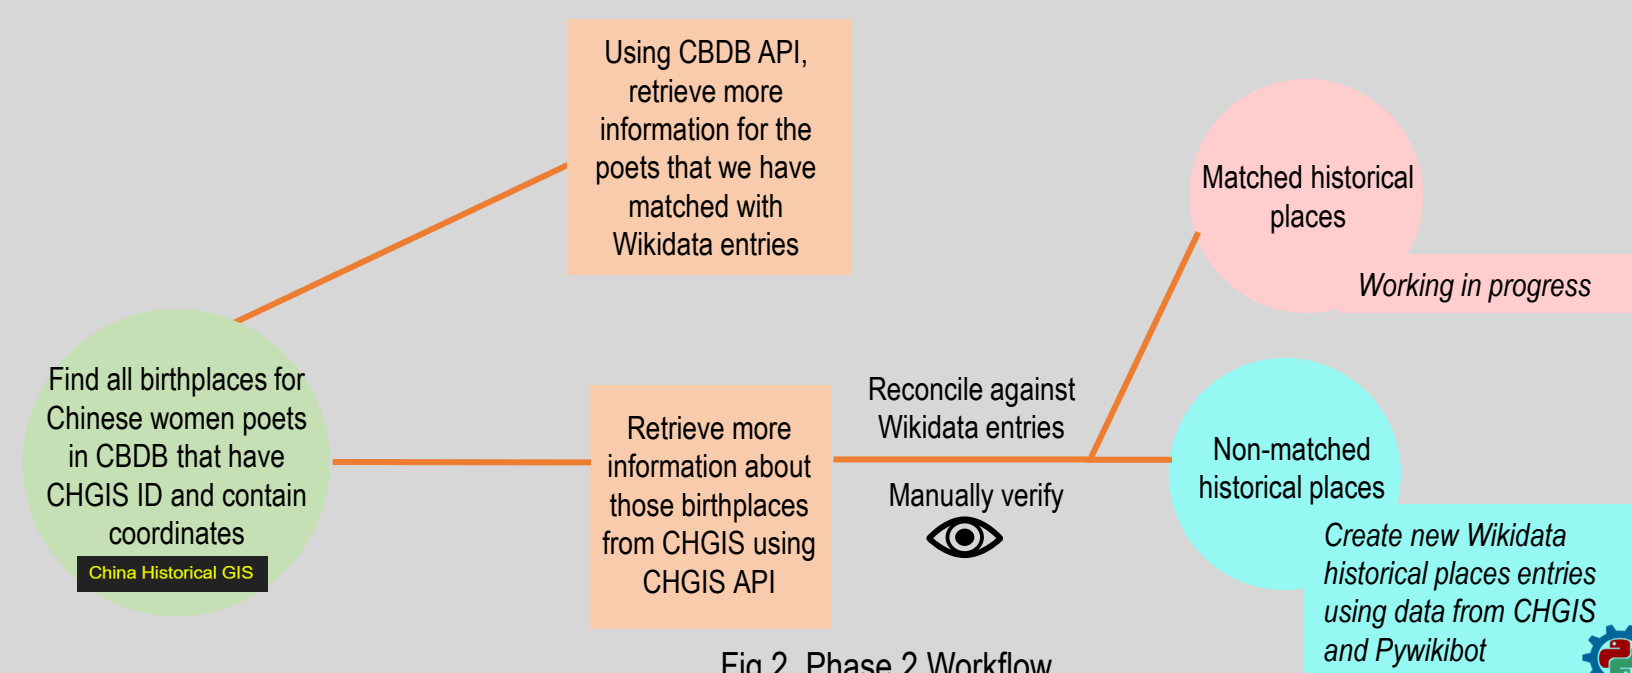 Using CBDB API,
retrieve more
information for the
poets that we have
matched with
Wikidata entries
Matched historical
places
Working in progress
Find all birthplaces for
Chinese women poets
in CBDB that have
CHGIS ID and contain
coordinates
China Historical GIS
Retrieve more
information about
those birthplaces
from CHGIS using
CHGIS API
Reconcile against
Wikidata entries
Manually verify
Non-matched
historical places
Create new Wikidata
historical places entries
using data from CHGIS
and Pywikibot
Fig 2. Phase 2 Workflow